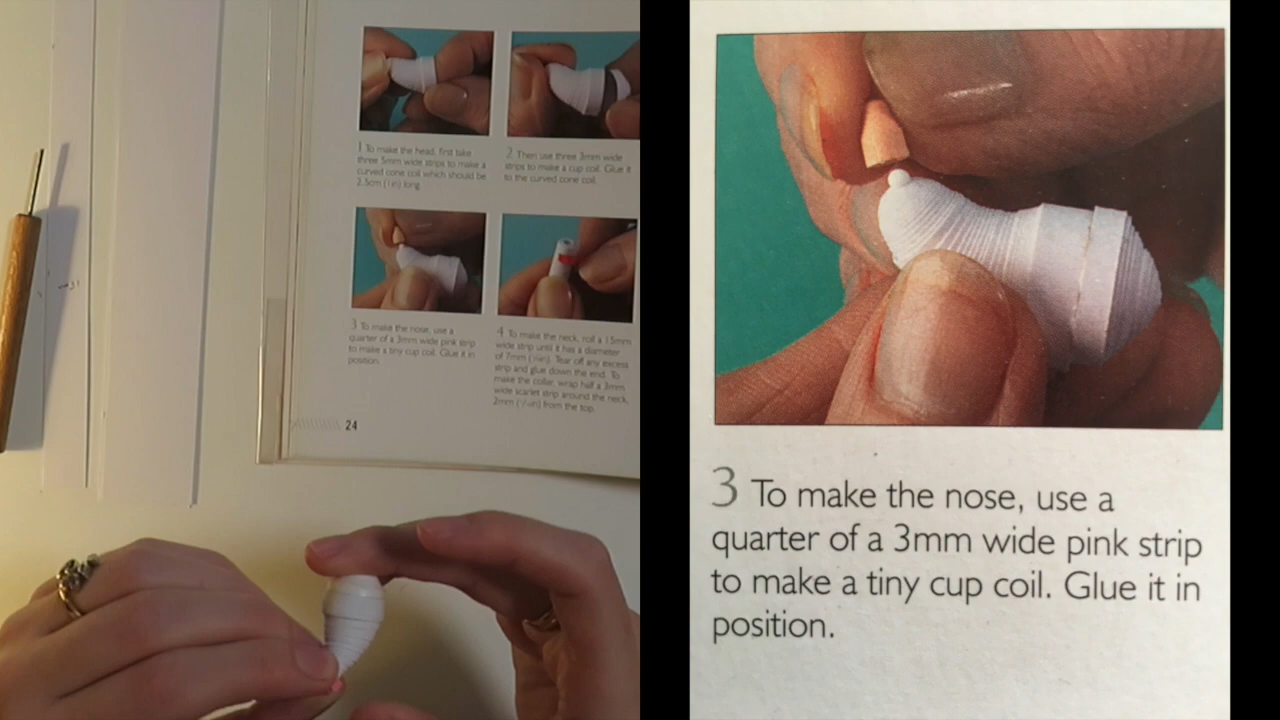 1 To make the head, first take
three 5mm wide strips to make a
curved cone coil which should be
2.5cm (1in) long.
2 Then use three 3mm wide
strips to make a cup coil. Glue it
to the curved cone coil.
3 To make the nose, use a
quarter of a 3mm wide pink strip
to make a tiny cup coil. Glue it in
position.
4 To make the neck, roll a 15mm
wide strip until it has a diameter
of 7mm
Tear off any excess
strip and glue down the end. To
make the collar, wrap half a 3mm
wide scarlet strip around the neck,
2mm
from the top.
24
3 To make the nose, use a
quarter of a 3mm wide pink strip
to make a tiny cup coil. Glue it in
position.